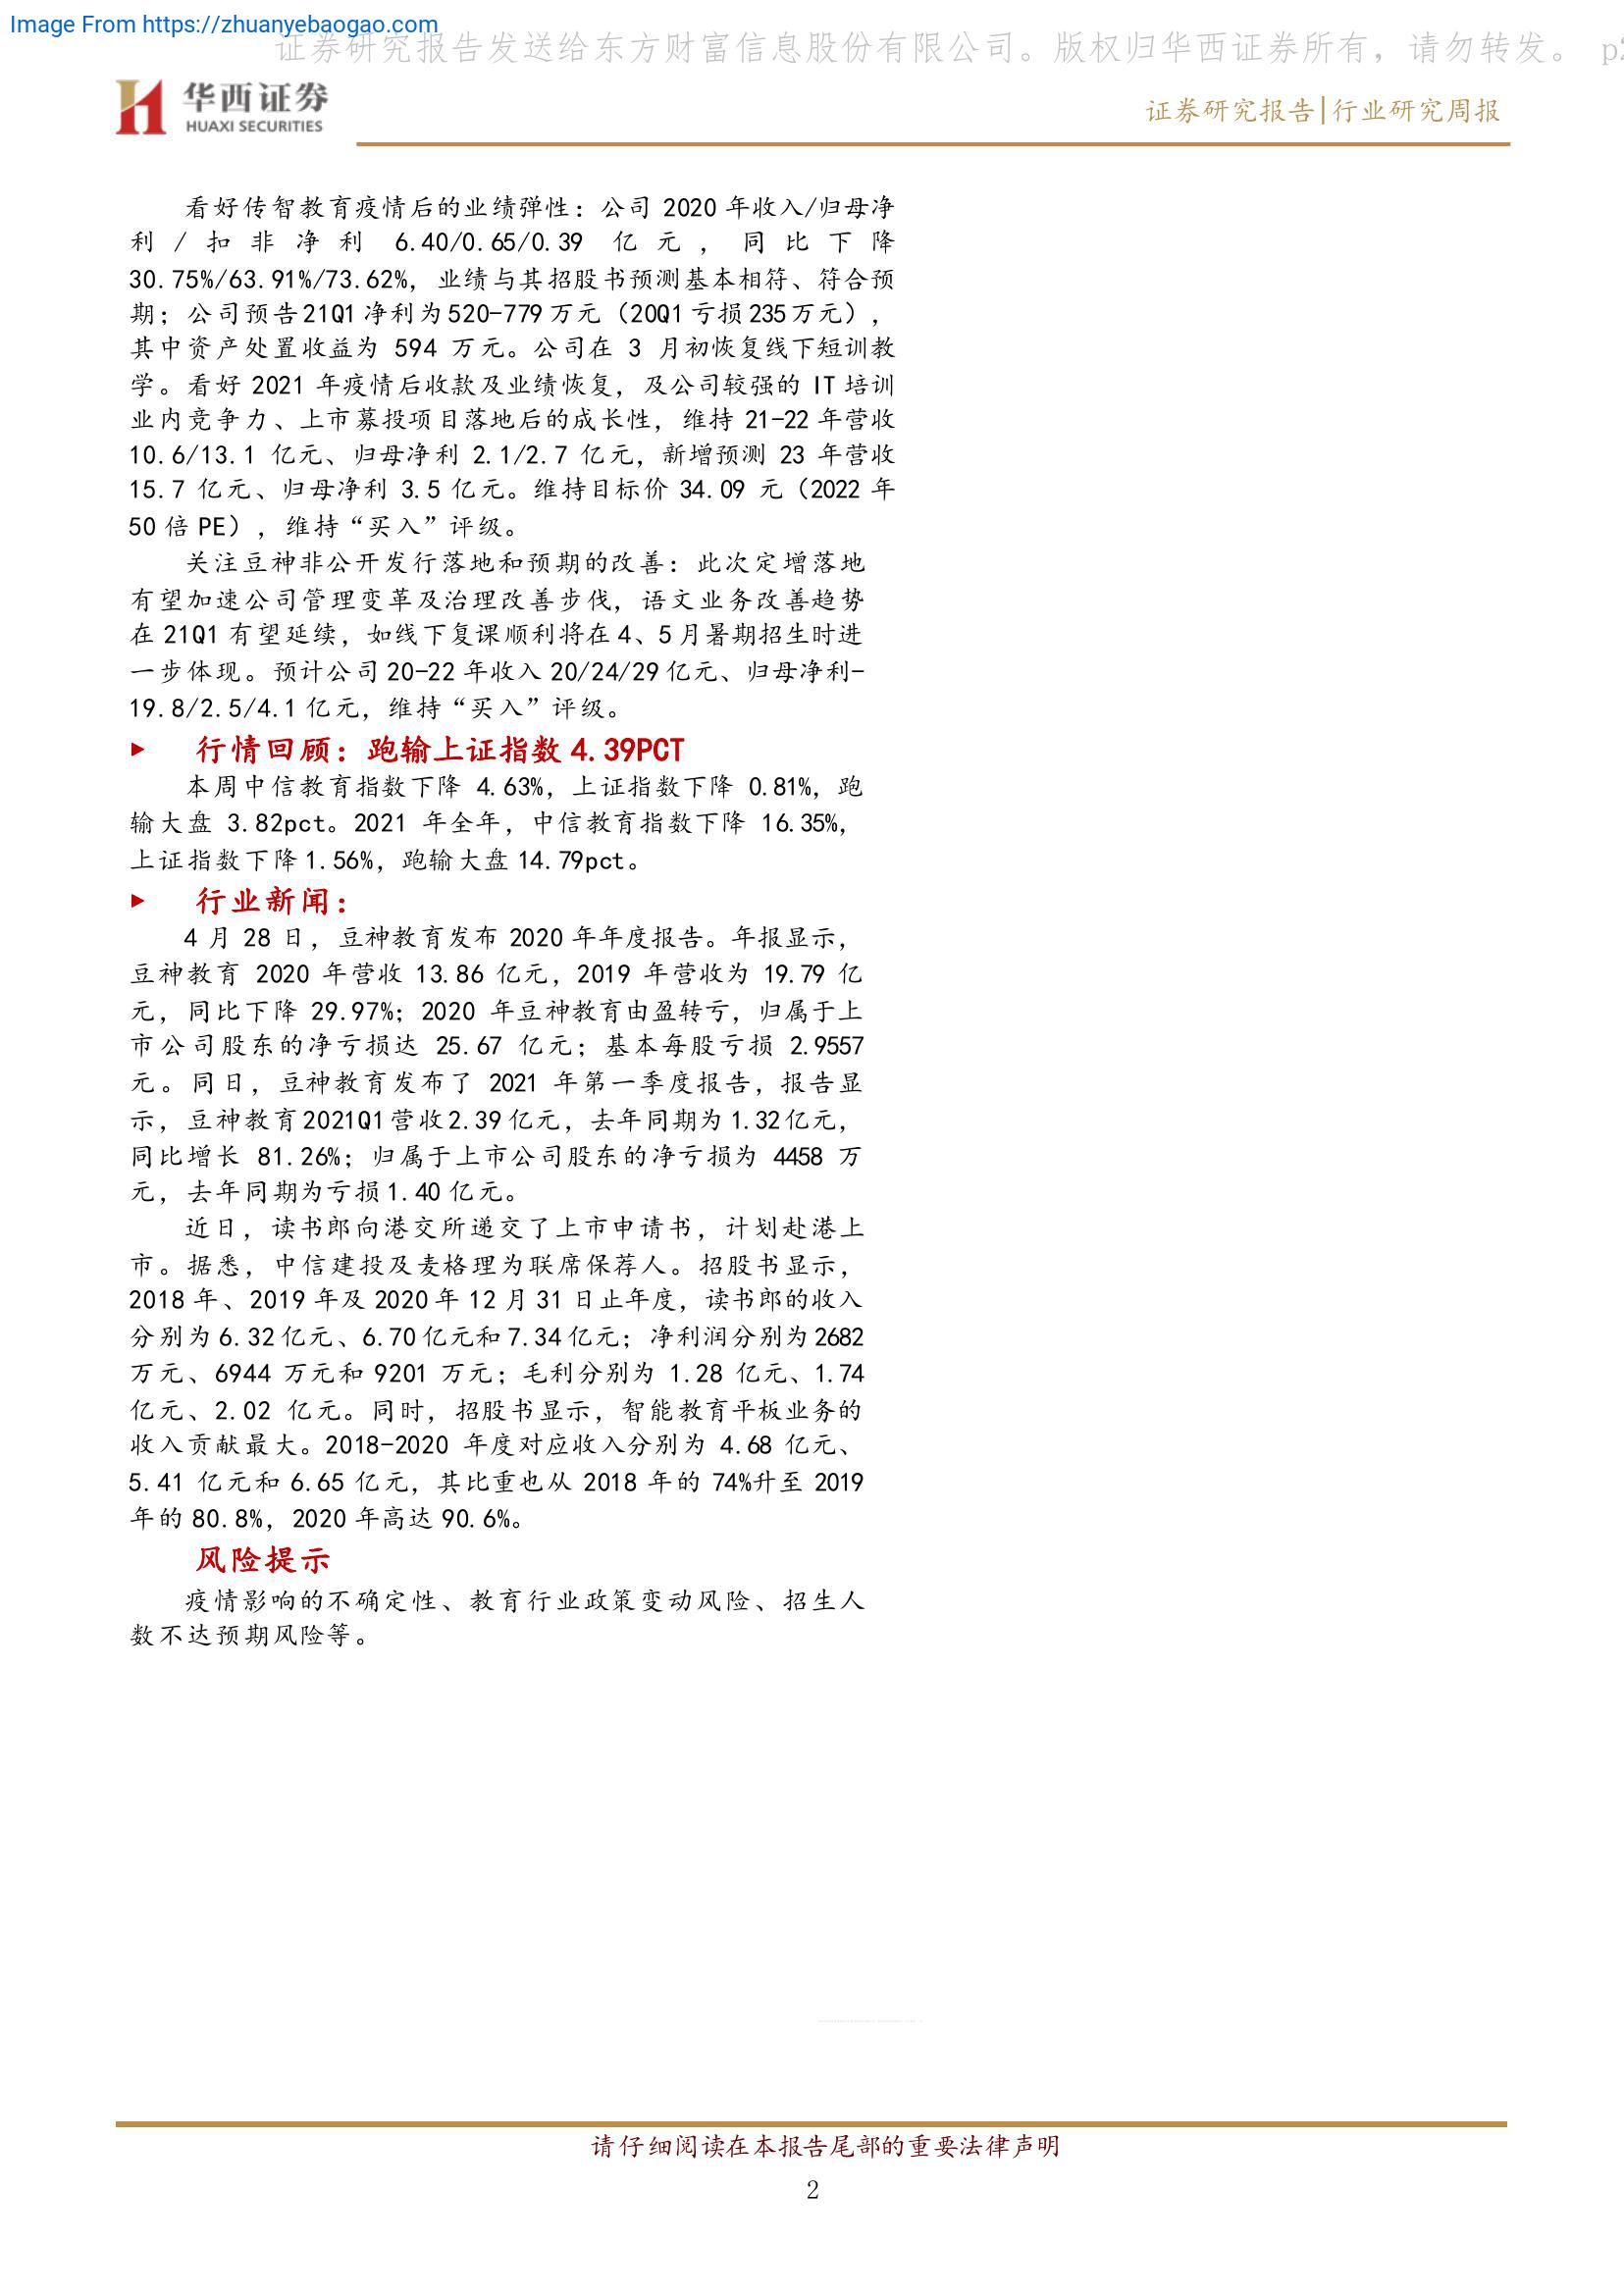 Image From https://zhuanyebaogao.com
证券研究报告发送给东方财富信息股份有限公司。版权归华西证券所有，请勿转发。 p2
华西证券
HUAXI SECURITIES
证券研究报告|行业研究周报
看好传智教育疫情后的业绩弹性：公司 2020 年收入/归母净
利/扣非净利 6.40/0.65/0.39 亿元，同比下降
30.75%/63.91%/73.62%，业绩与其招股书预测基本相符、符合预
期；公司预告21Q1 净利为520-779 万元（20Q1 亏损235万元），
其中资产处置收益为 594 万元。公司在 3 月初恢复线下短训教
学。看好 2021 年疫情后收款及业绩恢复，及公司较强的 IT 培训
业内竞争力、上市募投项目落地后的成长性，维持 21-22 年营收
10.6/13.1 亿元、归母净利 2.1/2.7 亿元，新增预测 23 年营收
15.7 亿元、归母净利 3.5 亿元。维持目标价 34.09 元（2022 年
50 倍 PE），维持“买入”评级。
关注豆神非公开发行落地和预期的改善：此次定增落地
有望加速公司管理变革及治理改善步伐，语文业务改善趋势
在 21Q1 有望延续，如线下复课顺利将在 4、5 月暑期招生时进
一步体现。预计公司 20-22 年收入 20/24/29 亿元、归母净利-
19.8/2.5/4.1 亿元，维持“买入”评级。
▶ 行情回顾：跑输上证指数 4.39PCT
本周中信教育指数下降 4.63%，上证指数下降 0.81%，跑
输大盘 3.82pct。2021 年全年，中信教育指数下降 16.35%，
上证指数下降1.56%，跑输大盘 14.79pct。
▶ 行业新闻：
4 月 28 日，豆神教育发布 2020 年年度报告。年报显示，
豆神教育 2020 年营收 13.86 亿元，2019 年营收为 19.79 亿
元，同比下降 29.97%；2020 年豆神教育由盈转亏，归属于上
市公司股东的净亏损达 25.67 亿元；基本每股亏损 2.9557
元。同日，豆神教育发布了 2021 年第一季度报告，报告显
示，豆神教育2021Q1营收2.39 亿元，去年同期为 1.32亿元，
同比增长 81.26%；归属于上市公司股东的净亏损为 4458 万
元，去年同期为亏损1.40 亿元。
近日，读书郎向港交所递交了上市申请书，计划赴港上
市。据悉，中信建投及麦格理为联席保荐人。招股书显示，
2018 年、2019 年及 2020 年 12 月 31 日止年度，读书郎的收入
分别为 6.32亿元、6.70亿元和 7.34亿元；净利润分别为 2682
万元、6944 万元和 9201 万元；毛利分别为 1.28 亿元、1.74
亿元、2.02 亿元。同时，招股书显示，智能教育平板业务的
收入贡献最大。2018-2020 年度对应收入分别为 4.68 亿元、
5.41 亿元和 6.65 亿元，其比重也从 2018 年的 74%升至 2019
年的 80.8%，2020 年高达 90.6%。
风险提示
疫情影响的不确定性、教育行业政策变动风险、招生人
数不达预期风险等。
请仔细阅读在本报告尾部的重要法律声明
2